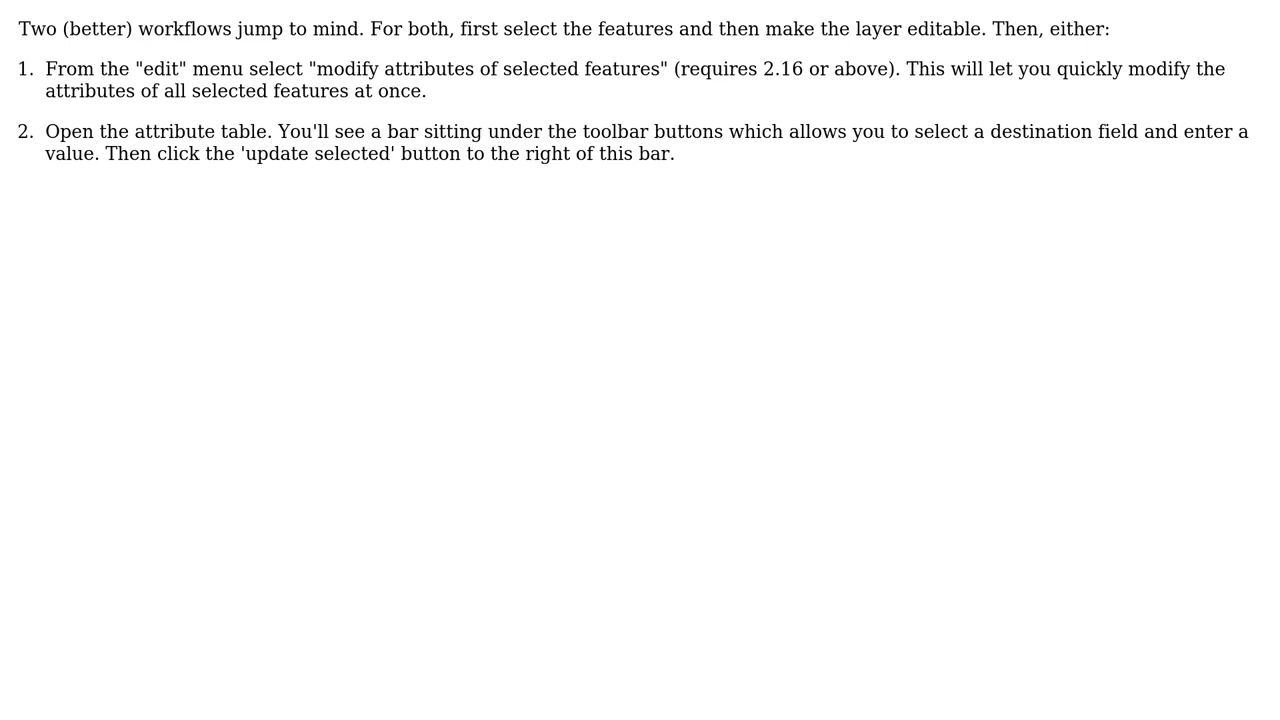 Two (better) workflows jump to mind. For both, first select the features and then make the layer editable. Then, either:
1. From the "edit" menu select "modify attributes of selected features" (requires 2.16 or above). This will let you quickly modify the
attributes of all selected features at once.
2. Open the attribute table. You'll see a bar sitting under the toolbar buttons which allows you to select a destination field and enter a
value. Then click the 'update selected' button to the right of this bar.